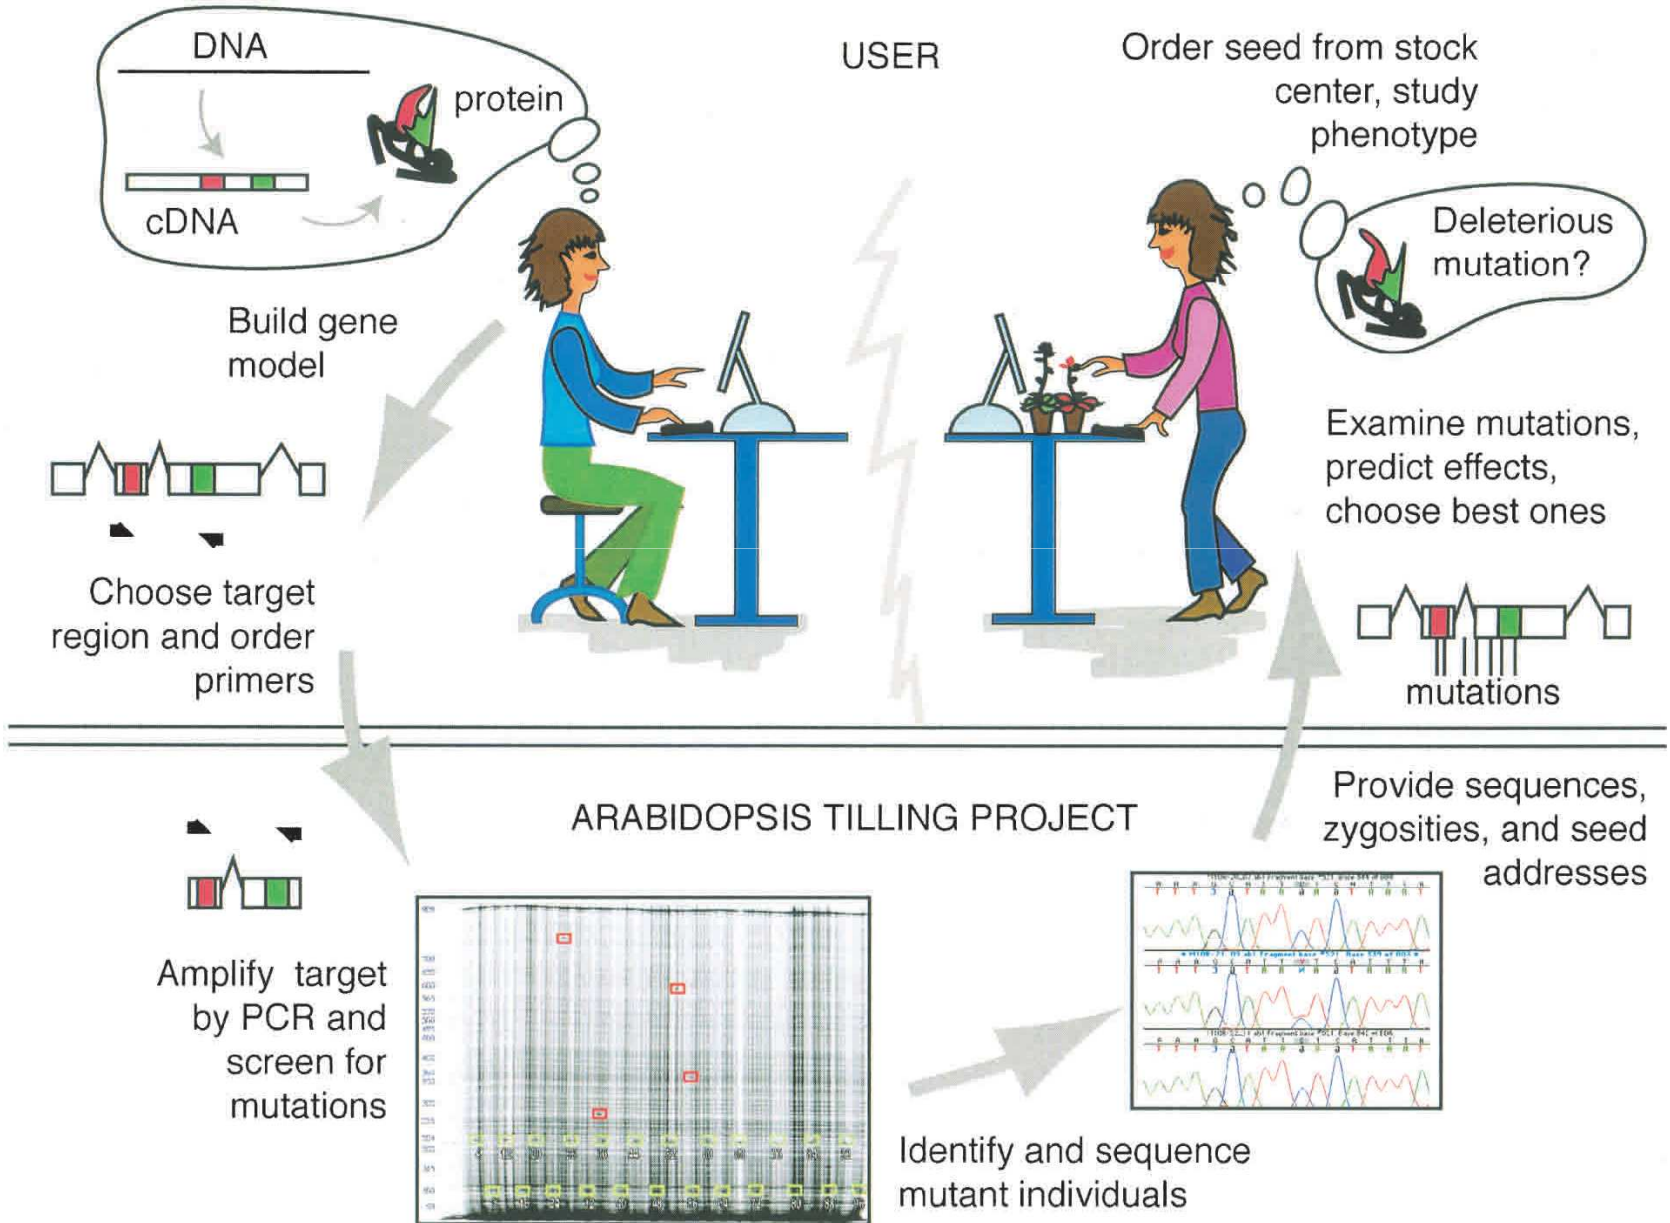 DNA
protein
cDNA
USER
Order seed from stock
center, study
phenotype
Deleterious
mutation?
Build gene
model
Examine mutations,
predict effects,
choose best ones
Choose target
region and order
primers
mutations
ARABIDOPSIS TILLING PROJECT
Provide sequences,
zygosities, and seed
addresses
Amplify target
by PCR and
screen for
mutations
Identify and sequence
mutant individuals